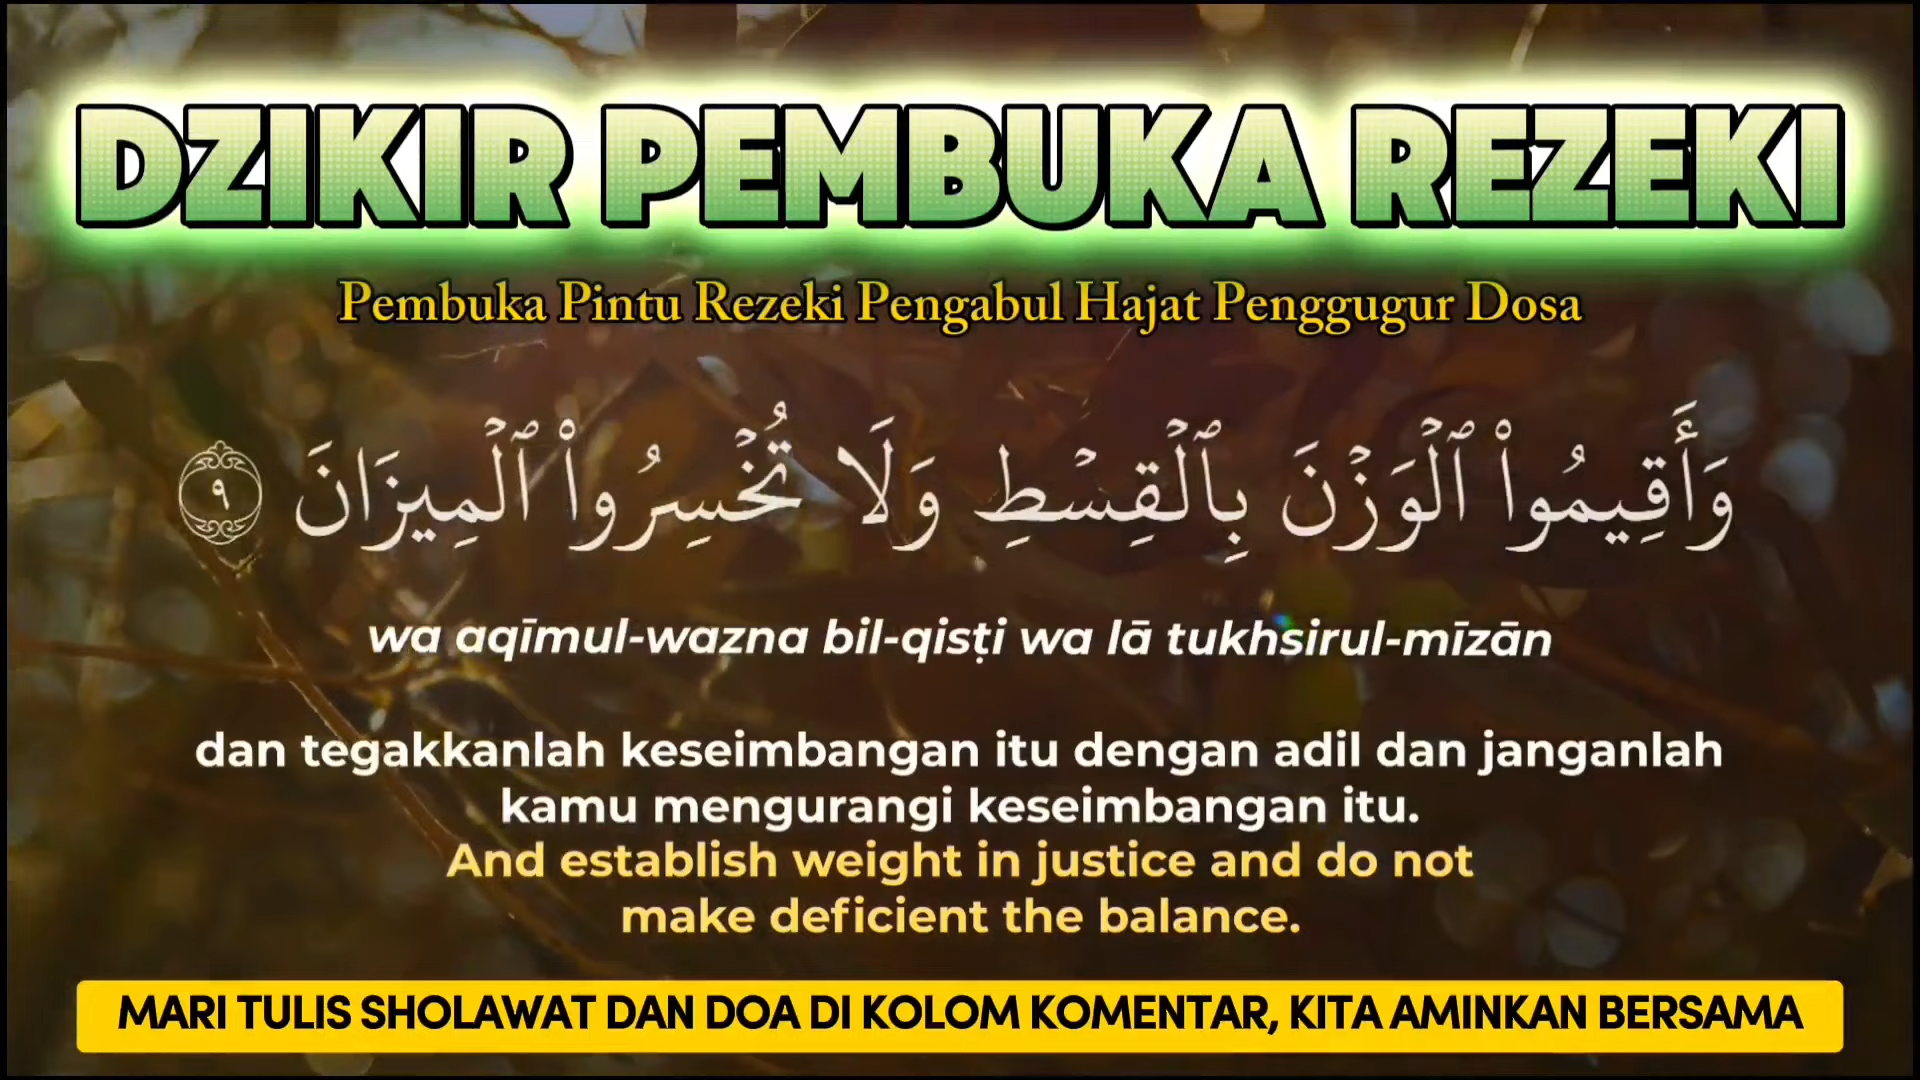 DZIKIR PEMBUKA REZEKI
Pembuka Pintu Rezeki Pengabul Hajat Penggugur Dosa
وَأَقِيمُوا۟ ٱلْوَزْنَ بِٱلْقِسْطِ وَلَا تُخْسِرُوا۟ ٱلْمِيزَانَ ٩
wa aqīmul-wazna bil-qisṭi wa lā tukhsirul-mīzān
dan tegakkanlah keseimbangan itu dengan adil dan janganlah
kamu mengurangi keseimbangan itu.
And establish weight in justice and do not
make deficient the balance.
MARI TULIS SHOLAWAT DAN DOA DI KOLOM KOMENTAR, KITA AMINKAN BERSAMA